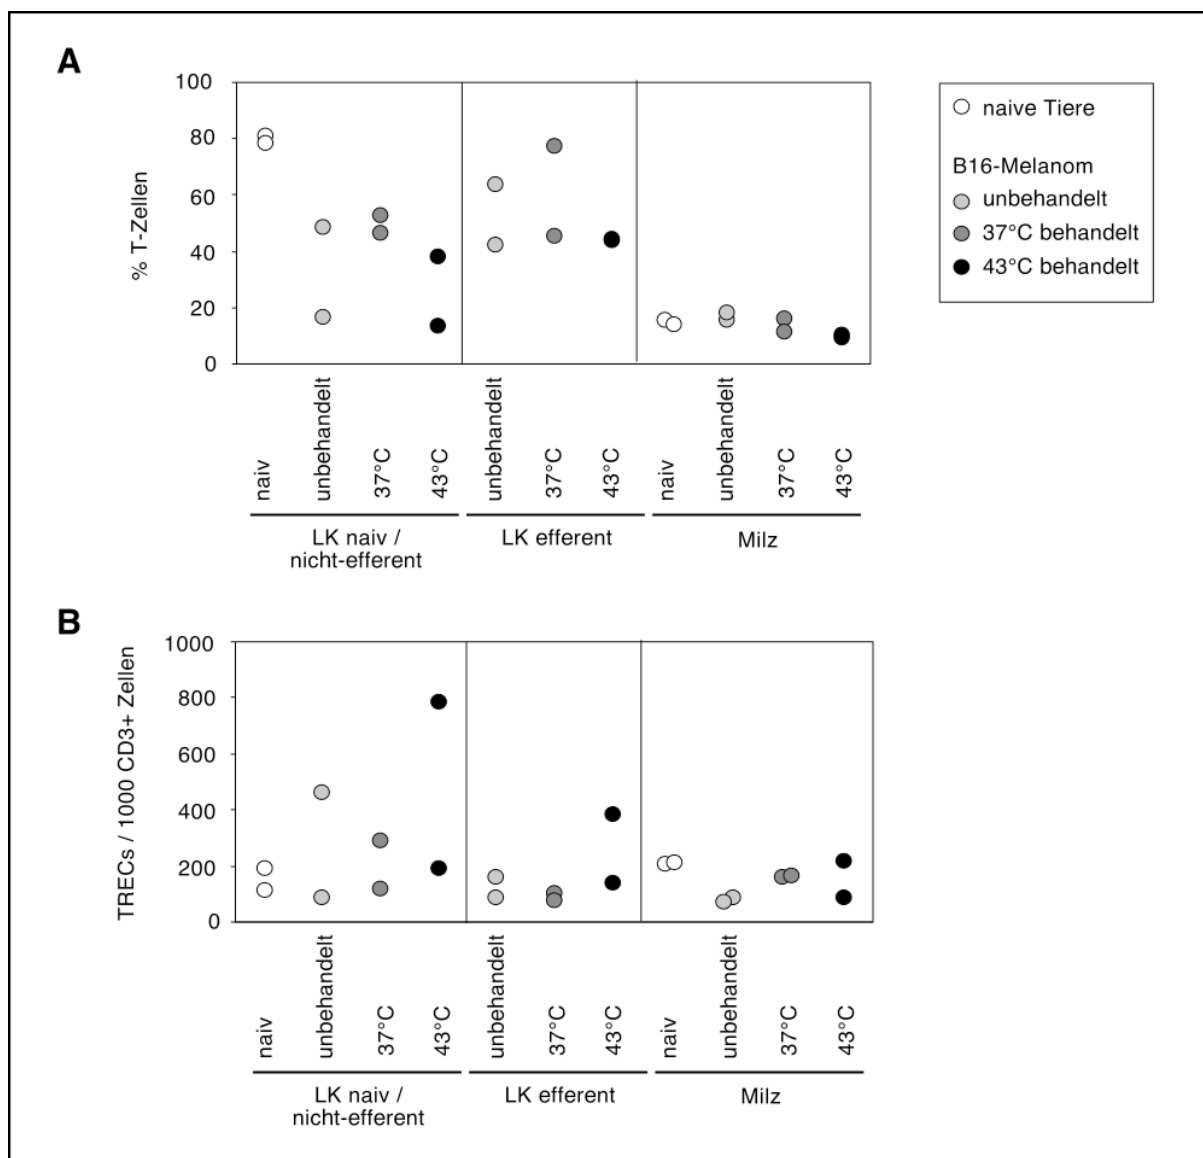 A
100
80
60
40
20
0
% T-Zellen
naive Tiere
B16-Melanom
unbehandelt
37°C behandelt
43°C behandelt
naiv
unbehandelt
37°C
43°C
unbehandelt
37°C
43°C
naiv
unbehandelt
37°C
43°C
LK naiv /
nicht-efferent
LK efferent
Milz
B
1000
800
600
400
200
0
TRECs / 1000 CD3+ Zellen
naiv
unbehandelt
37°C
43°C
unbehandelt
37°C
43°C
naiv
unbehandelt
37°C
43°C
LK naiv /
nicht-efferent
LK efferent
Milz